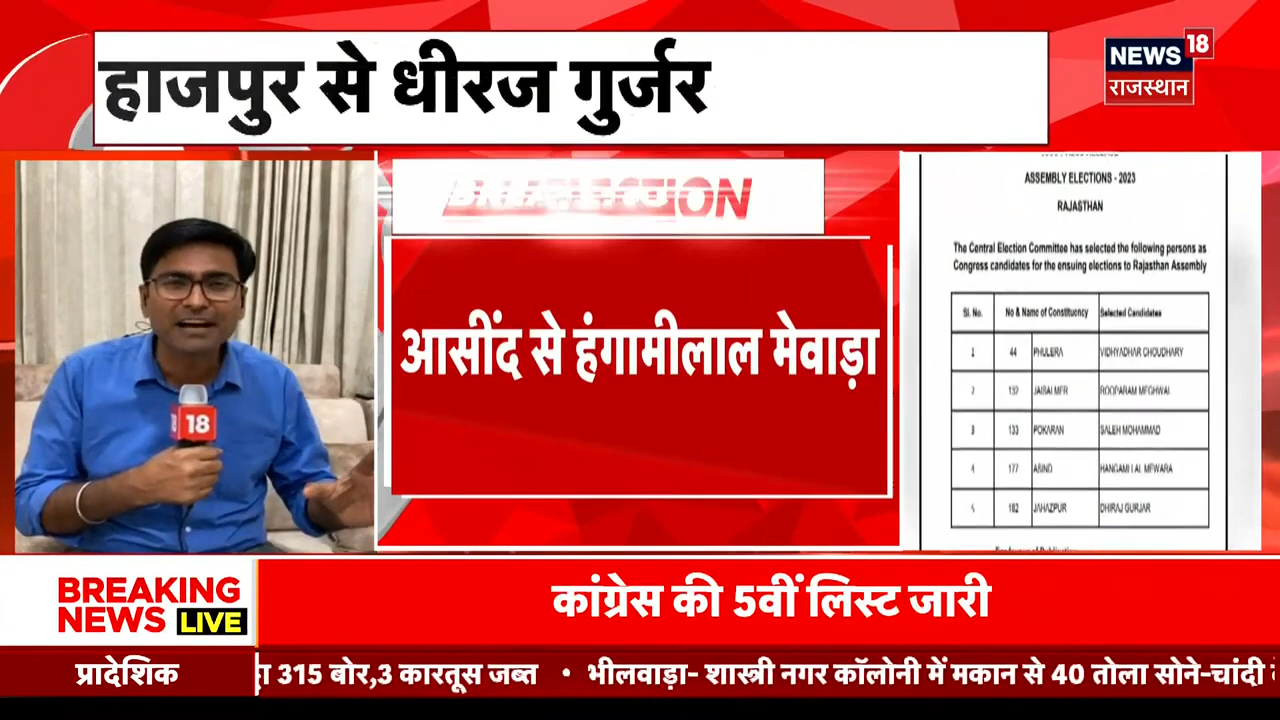 हाजपुर से धीरज गुर्जर
NEWS 18
राजस्थान
ON
आसींद से हंगामीलाल मेवाड़ा
18
ASSEMBLY ELECTIONS - 2023
RAJASTHAN
The Central Election Committee has selected the following persons as
Congress candidates for the ensuing elections to Rajasthan Assembly
Sl. No. No & Name of Constituency Selected Candidates
1 44 PHULERA VIDHYADHAR CHOUDHARY
2 132 JAISALMER ROOPARAM MEGHWAL
3 133 POKARAN SALEH MOHAMMAD
4 177 ASIND HANGAMI LAL MEWARA
5 182 JAHAZPUR DHIRAJ GURJAR
BREAKING
NEWS LIVE
कांग्रेस की 5वीं लिस्ट जारी
प्रादेशिक 315 बोर,3 कारतूस जब्त • भीलवाड़ा- शास्त्री नगर कॉलोनी में मकान से 40 तोला सोने-चांदी